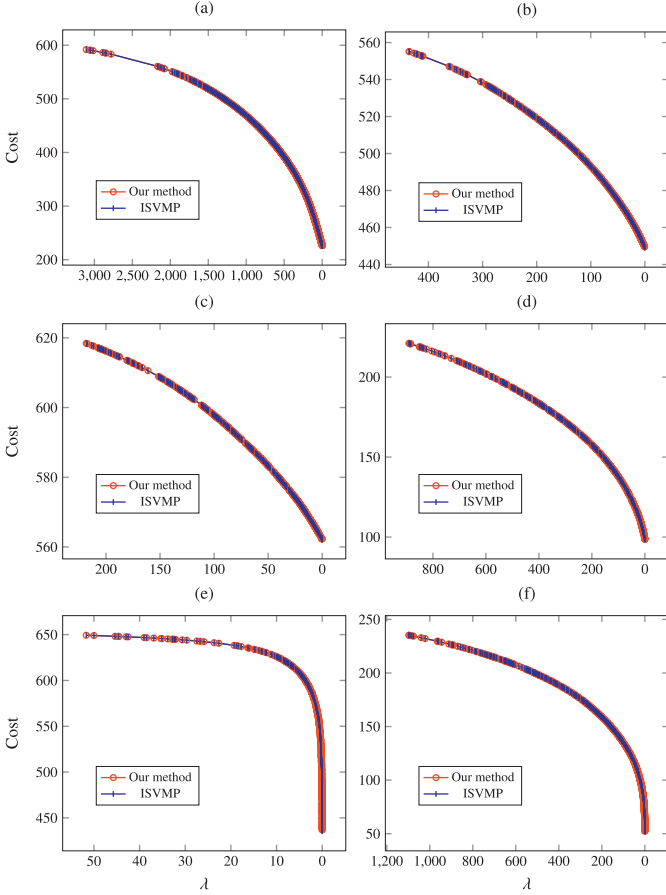 (a)
600
500
400
300
200
Cost
Our method
ISVMP
3,000 2,500 2,000 1,500 1,000 500 0
(b)
560
540
520
500
480
460
440
Our method
ISVMP
400 300 200 100 0
(c)
620
600
580
560
Cost
Our method
ISVMP
200 150 100 50 0
(d)
200
150
100
Our method
ISVMP
800 600 400 200 0
(e)
650
600
550
500
450
Cost
Our method
ISVMP
50 40 30 20 10 0
λ
(f)
250
200
150
100
50
Our method
ISVMP
1,200 1,000 800 600 400 200 0
λ